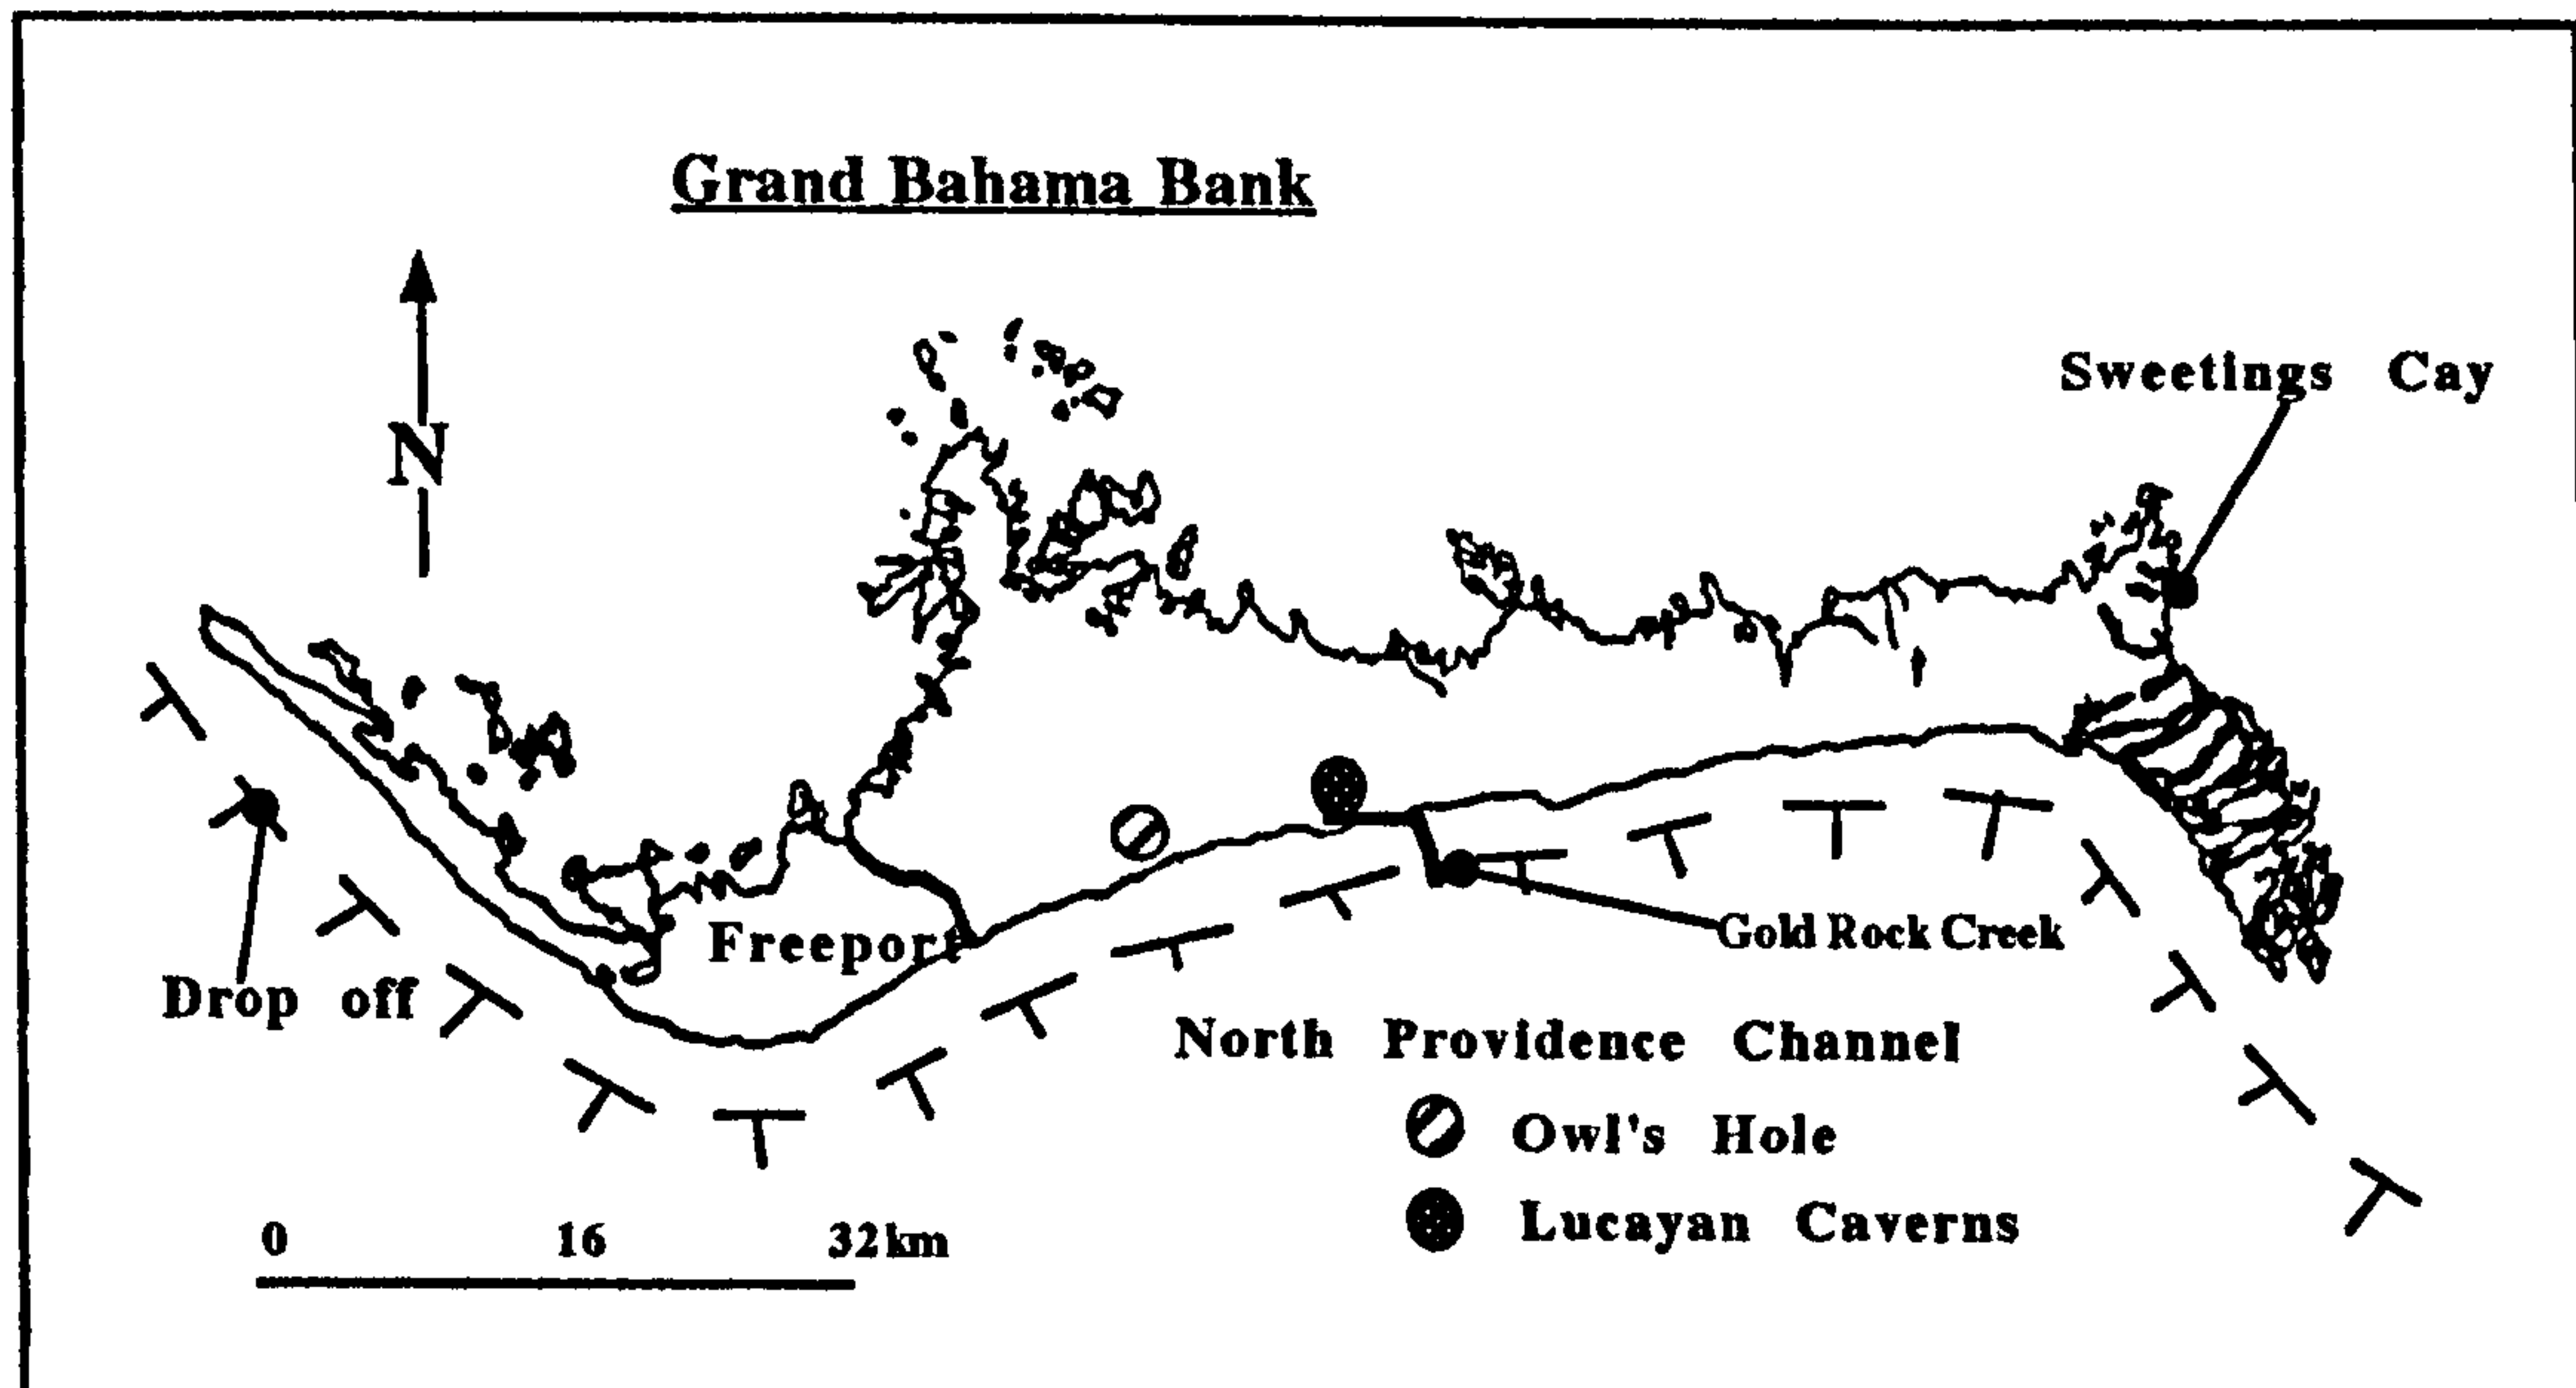 Grand Bahama Bank
N
Sweetings Cay
Freeport
Gold Rock Creek
Drop off
North Providence Channel
Owl's Hole
Lucayan Caverns
0 16 32km